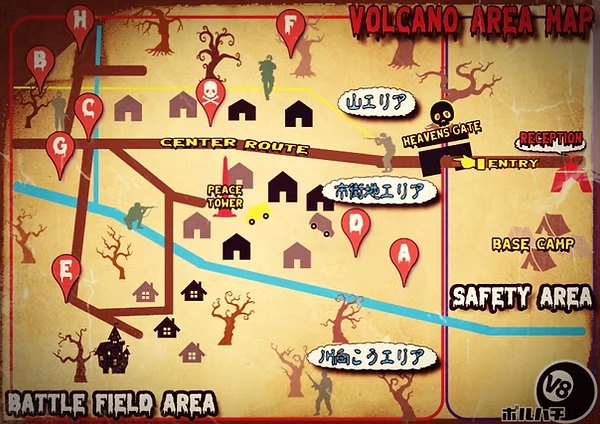 VOLCANO AREA MAP
H
F
B
C
山エリア
HEAVENS GATE
RECEPTION
G
CENTER ROUTE
ENTRY
PEACE
TOWER
市街地エリア
D
A
BASE CAMP
E
SAFETY AREA
川向こうエリア
BATTLE FIELD AREA
V8
ボルハチ